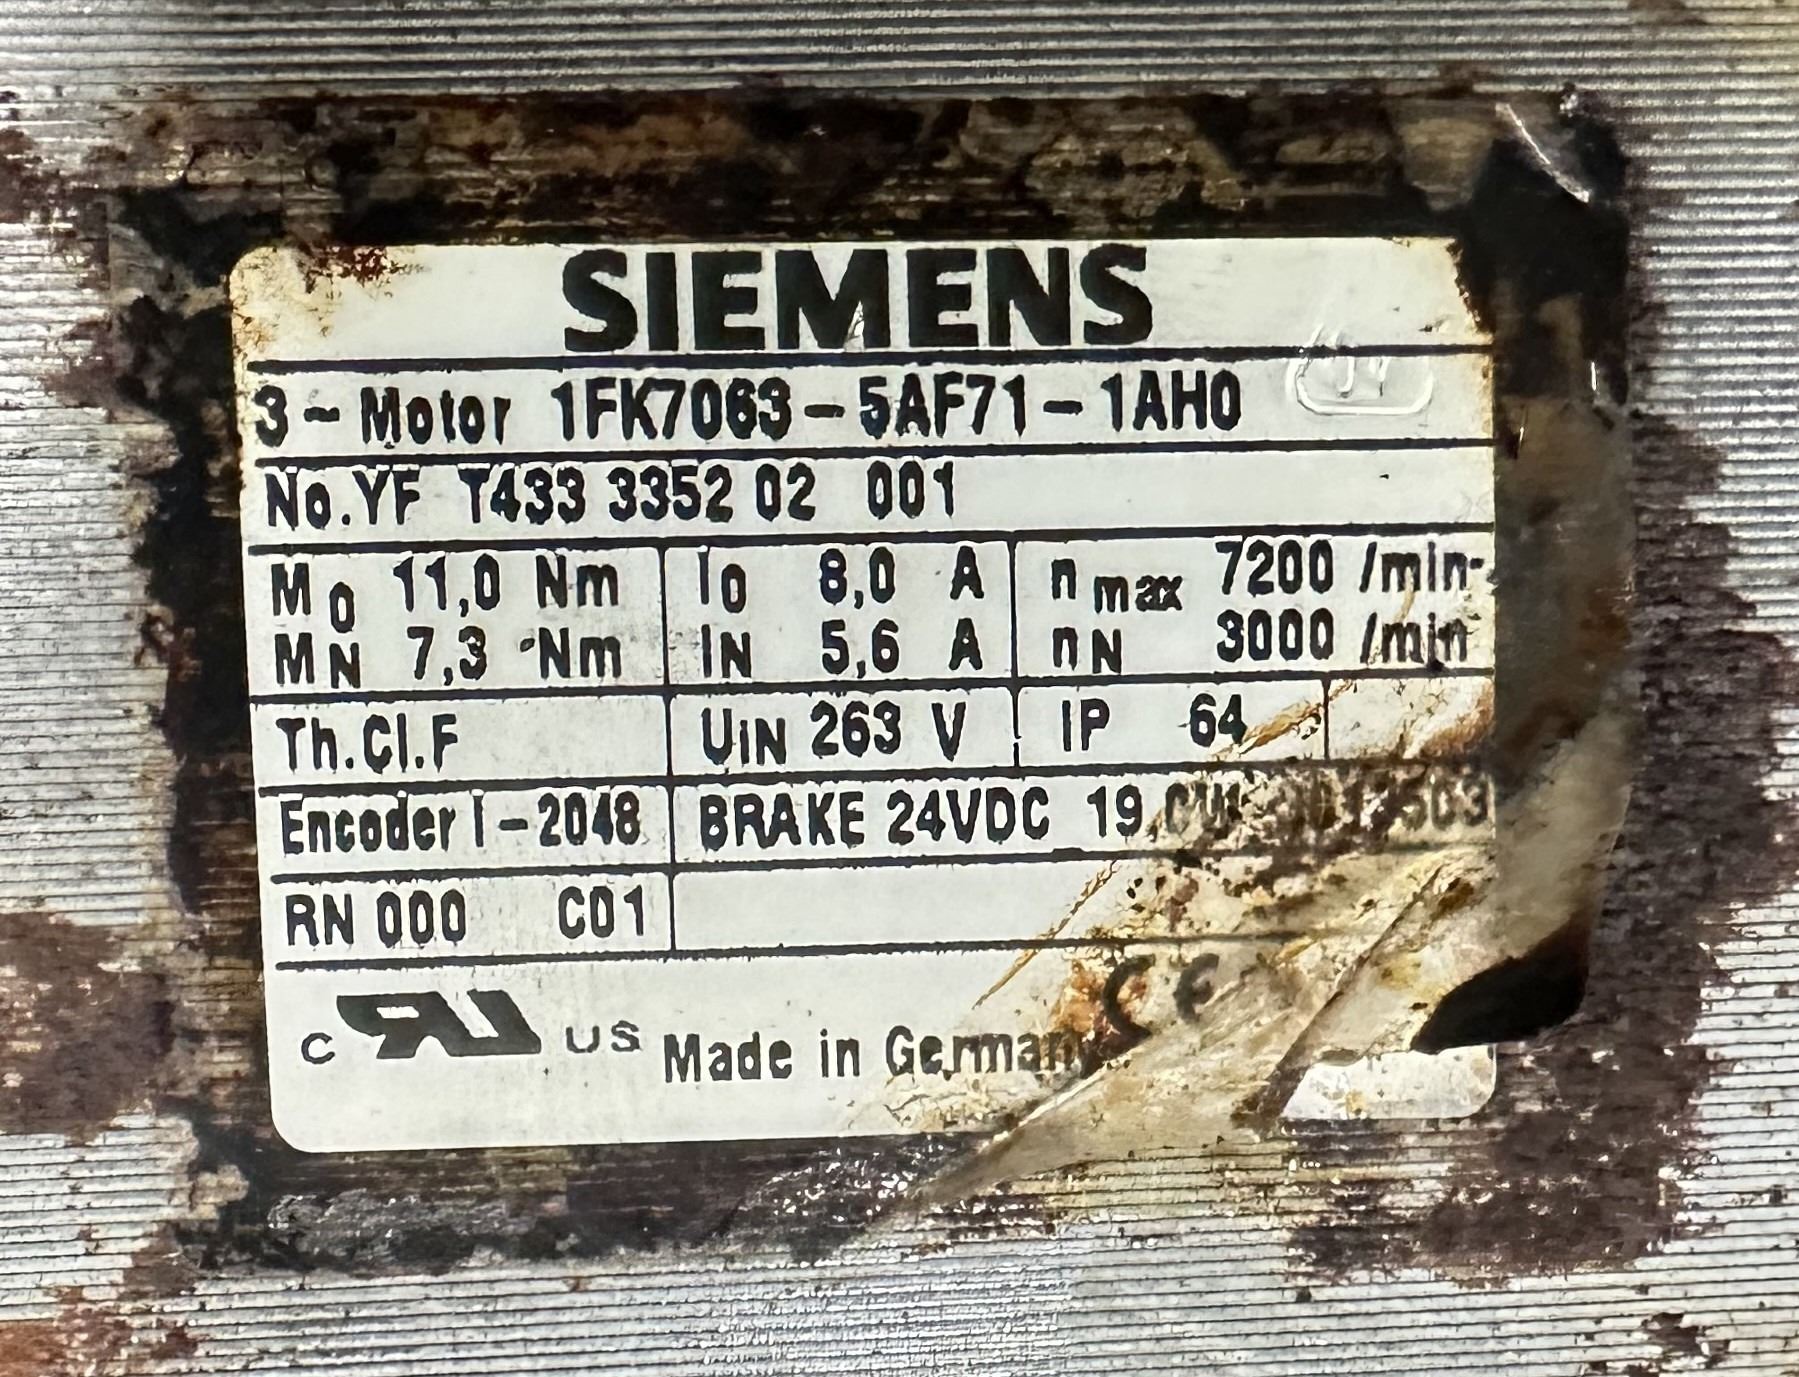 SIEMENS
3~Motor 1FK7063-5AF71-1AH0
No.YF T433 3352 02 001
M0 11,0 Nm I0 8,0 A nmax 7200 /min
MN 7,3 Nm IN 5,6 A nN 3000 /min
Th.Cl.F UIN 263 V IP 64
Encoder I-2048 BRAKE 24VDC 19
RN 000 C01
c RU US Made in Germany CE